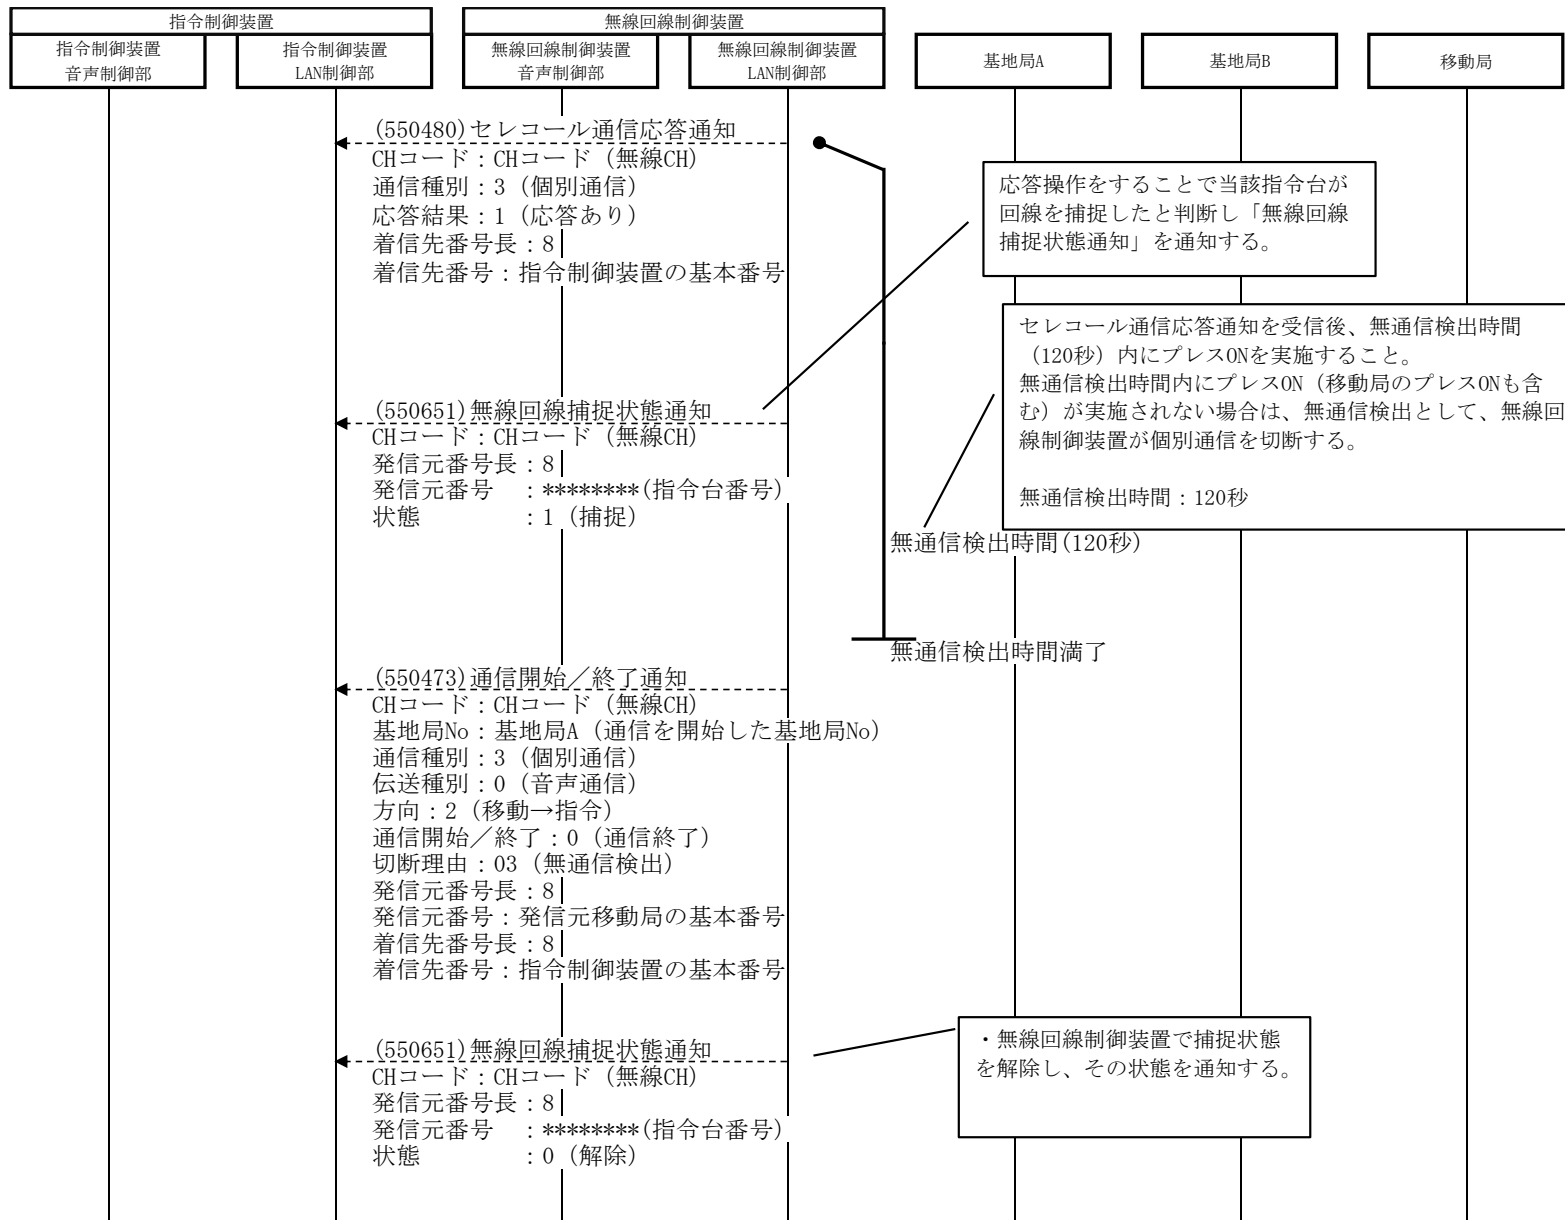 指令制御装置
無線回線制御装置
指令制御装置
音声制御部
指令制御装置
LAN制御部
無線回線制御装置
音声制御部
無線回線制御装置
LAN制御部
基地局A
基地局B
移動局
(550480)セレコール通信応答通知
CHコード:CHコード(無線CH)
通信種別:3(個別通信)
応答結果:1(応答あり)
着信先番号長:8
着信先番号:指令制御装置の基本番号
応答操作をすることで当該指令台が
回線を捕捉したと判断し「無線回線
捕捉状態通知」を通知する。
セレコール通信応答通知を受信後、無通信検出時間
(120秒)内にプレスONを実施すること。
無通信検出時間内にプレスON(移動局のプレスONも含
む)が実施されない場合は、無通信検出として、無線回
線制御装置が個別通信を切断する。
無通信検出時間:120秒
(550651)無線回線捕捉状態通知
CHコード:CHコード(無線CH)
発信元番号長:8
発信元番号 :********(指令台番号)
状態 :1(捕捉)
無通信検出時間(120秒)
無通信検出時間満了
(550473)通信開始/終了通知
CHコード:CHコード(無線CH)
基地局No:基地局A(通信を開始した基地局No)
通信種別:3(個別通信)
伝送種別:0(音声通信)
方向:2(移動→指令)
通信開始/終了:0(通信終了)
切断理由:03(無通信検出)
発信元番号長:8
発信元番号:発信元移動局の基本番号
着信先番号長:8
着信先番号:指令制御装置の基本番号
(550651)無線回線捕捉状態通知
CHコード:CHコード(無線CH)
発信元番号長:8
発信元番号 :********(指令台番号)
状態 :0(解除)
・無線回線制御装置で捕捉状態
を解除し、その状態を通知する。